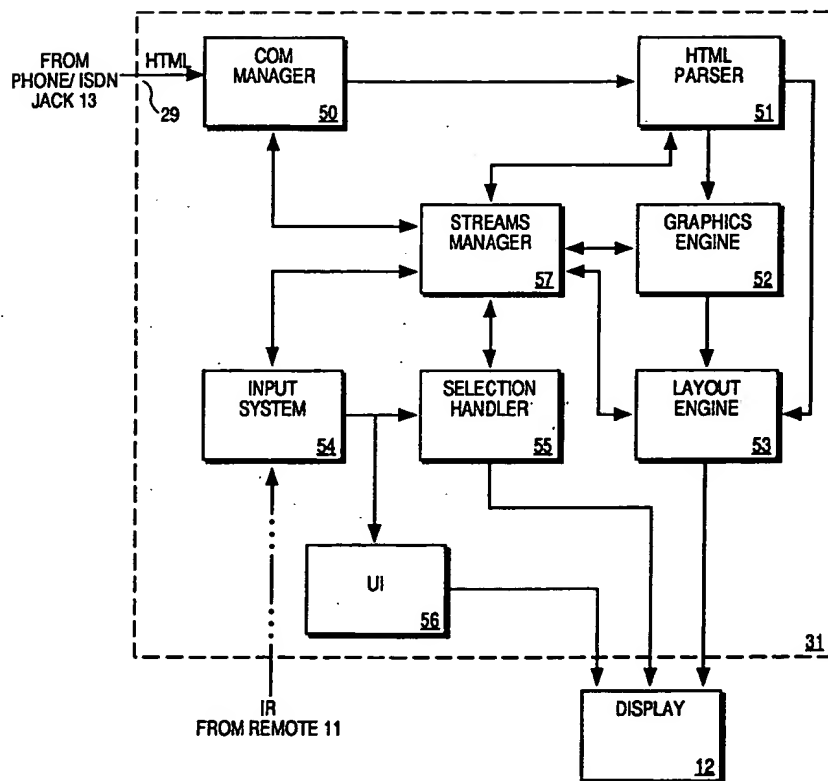 FROM
PHONE/ ISDN
JACK 13
HTML
29
COM
MANAGER
50
HTML
PARSER
51
STREAMS
MANAGER
57
GRAPHICS
ENGINE
52
INPUT
SYSTEM
54
SELECTION
HANDLER
55
LAYOUT
ENGINE
53
UI
56
31
IR
FROM REMOTE 11
DISPLAY
12